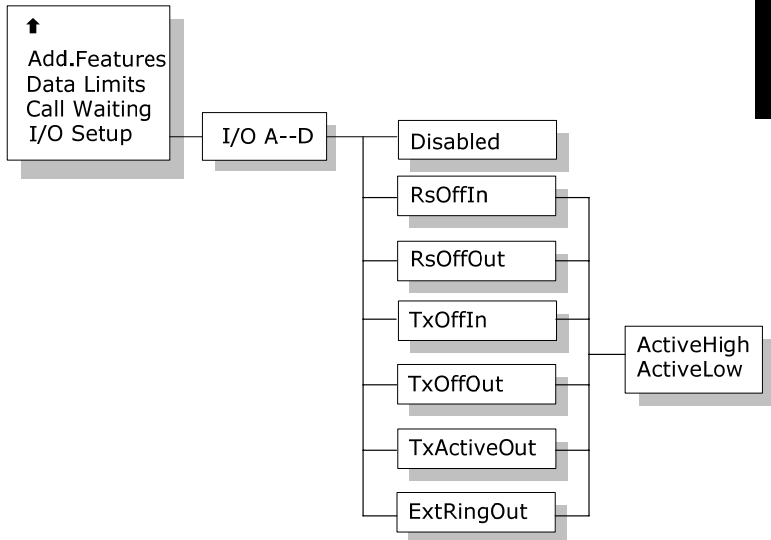 ⬆
Add.Features
Data Limits
Call Waiting
I/O Setup
I/O A--D
Disabled
RsOffIn
RsOffOut
TxOffIn
TxOffOut
TxActiveOut
ExtRingOut
ActiveHigh
ActiveLow